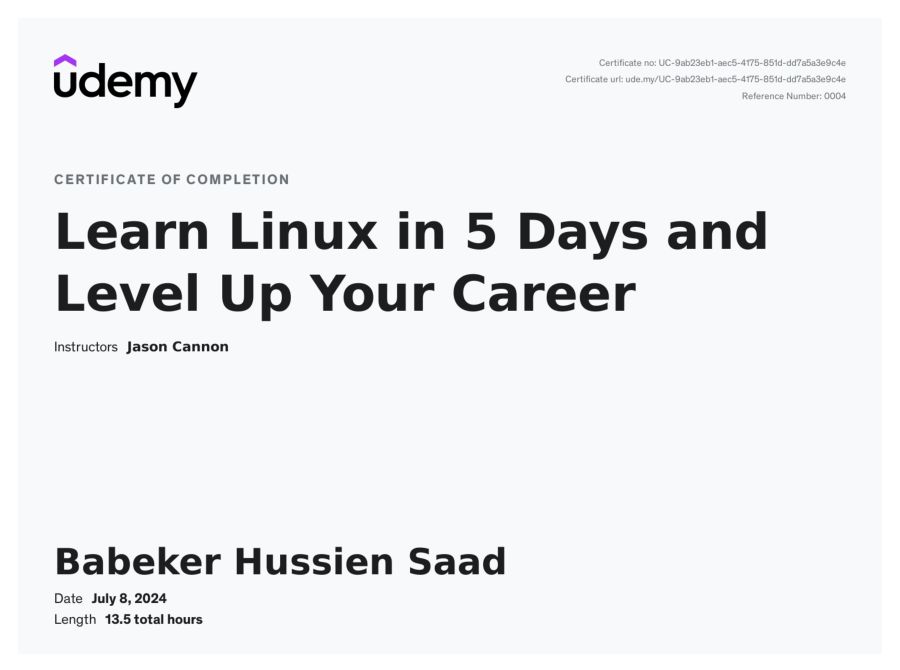 udemy
Certificate no: UC-9ab23eb1-aec5-4175-851d-dd7a5a3e9c4e
Certificate url: ude.my/UC-9ab23eb1-aec5-4175-851d-dd7a5a3e9c4e
Reference Number: 0004
CERTIFICATE OF COMPLETION
Learn Linux in 5 Days and
Level Up Your Career
Instructors Jason Cannon
Babeker Hussien Saad
Date July 8, 2024
Length 13.5 total hours